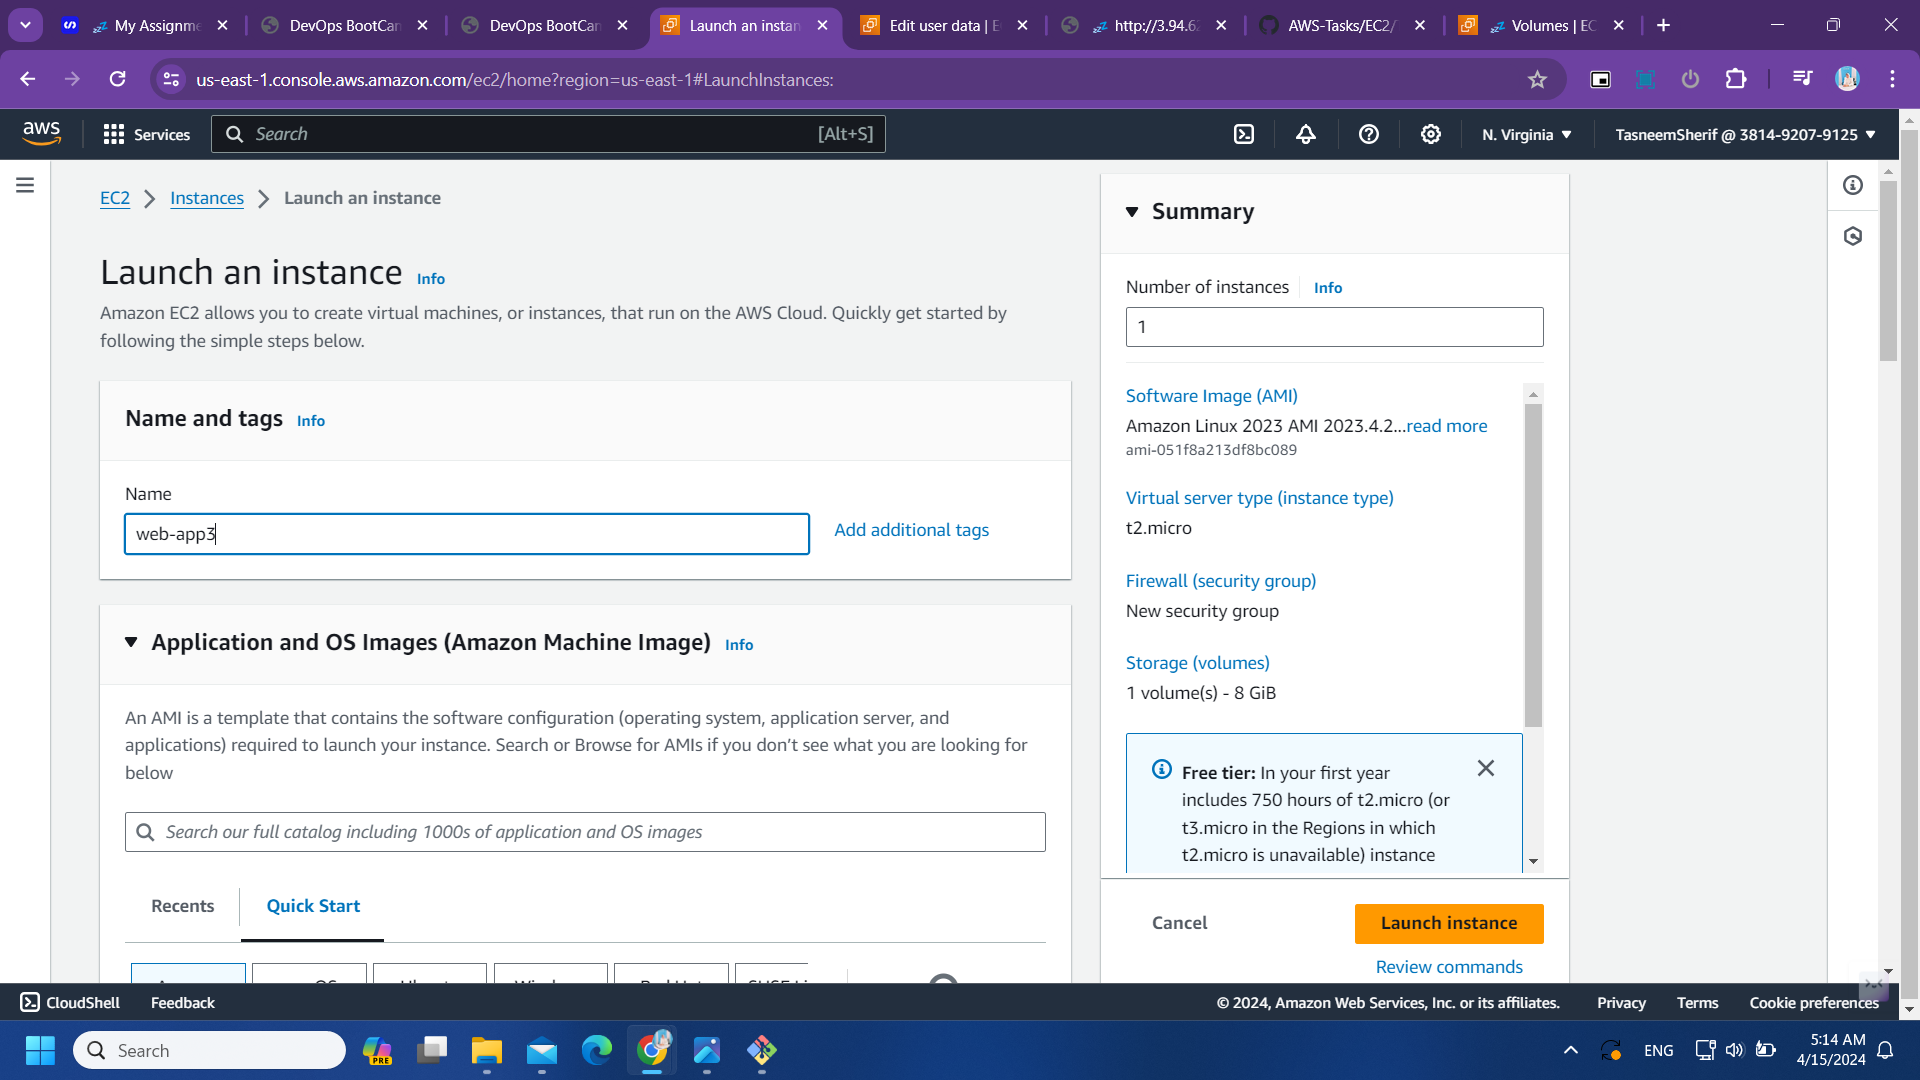 My Assignme
DevOps BootCan
DevOps BootCan
Launch an instan
Edit user data | E
http://3.94.62
AWS-Tasks/EC2/
Volumes | EC
us-east-1.console.aws.amazon.com/ec2/home?region=us-east-1#LaunchInstances:
aws
Services
Search
[Alt+S]
N. Virginia
TasneemSherif @ 3814-9207-9125
EC2
Instances
Launch an instance
Launch an instance
Info
Amazon EC2 allows you to create virtual machines, or instances, that run on the AWS Cloud. Quickly get started by
following the simple steps below.
Name and tags
Info
Name
web-app3
Add additional tags
Application and OS Images (Amazon Machine Image)
Info
An AMI is a template that contains the software configuration (operating system, application server, and
applications) required to launch your instance. Search or Browse for AMIs if you don't see what you are looking for
below
Search our full catalog including 1000s of application and OS images
Recents
Quick Start
Summary
Number of instances
Info
1
Software Image (AMI)
Amazon Linux 2023 AMI 2023.4.2...read more
ami-051f8a213df8bc089
Virtual server type (instance type)
t2.micro
Firewall (security group)
New security group
Storage (volumes)
1 volume(s) - 8 GiB
Free tier: In your first year
includes 750 hours of t2.micro (or
t3.micro in the Regions in which
t2.micro is unavailable) instance
Cancel
Launch instance
Review commands
CloudShell
Feedback
© 2024, Amazon Web Services, Inc. or its affiliates.
Privacy
Terms
Cookie preferences
Search
PRE
ENG
5:14 AM
4/15/2024